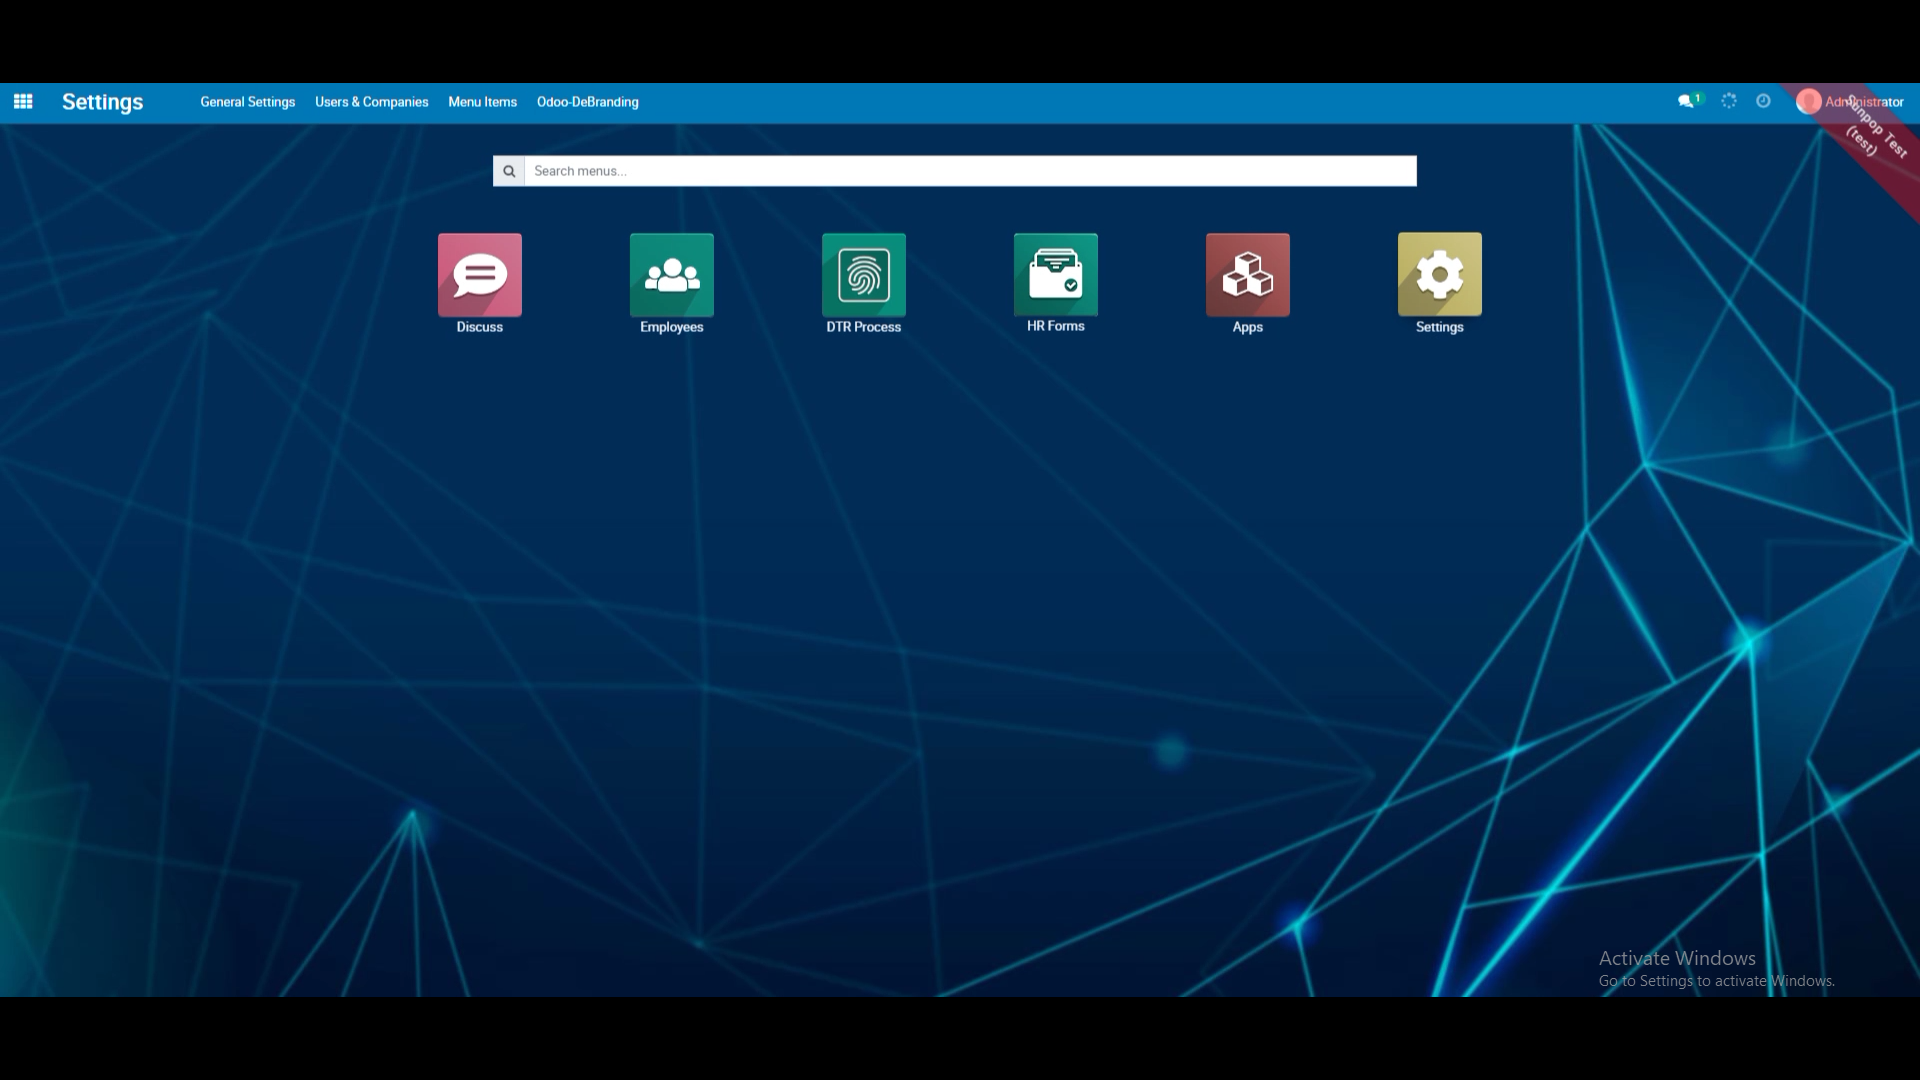 Settings
General Settings
Users & Companies
Menu Items
Odoo-DeBranding
1
Administrator
Sunpop Test
(test)
Search menus...
Discuss
Employees
DTR Process
HR Forms
Apps
Settings
Activate Windows
Go to Settings to activate Windows.